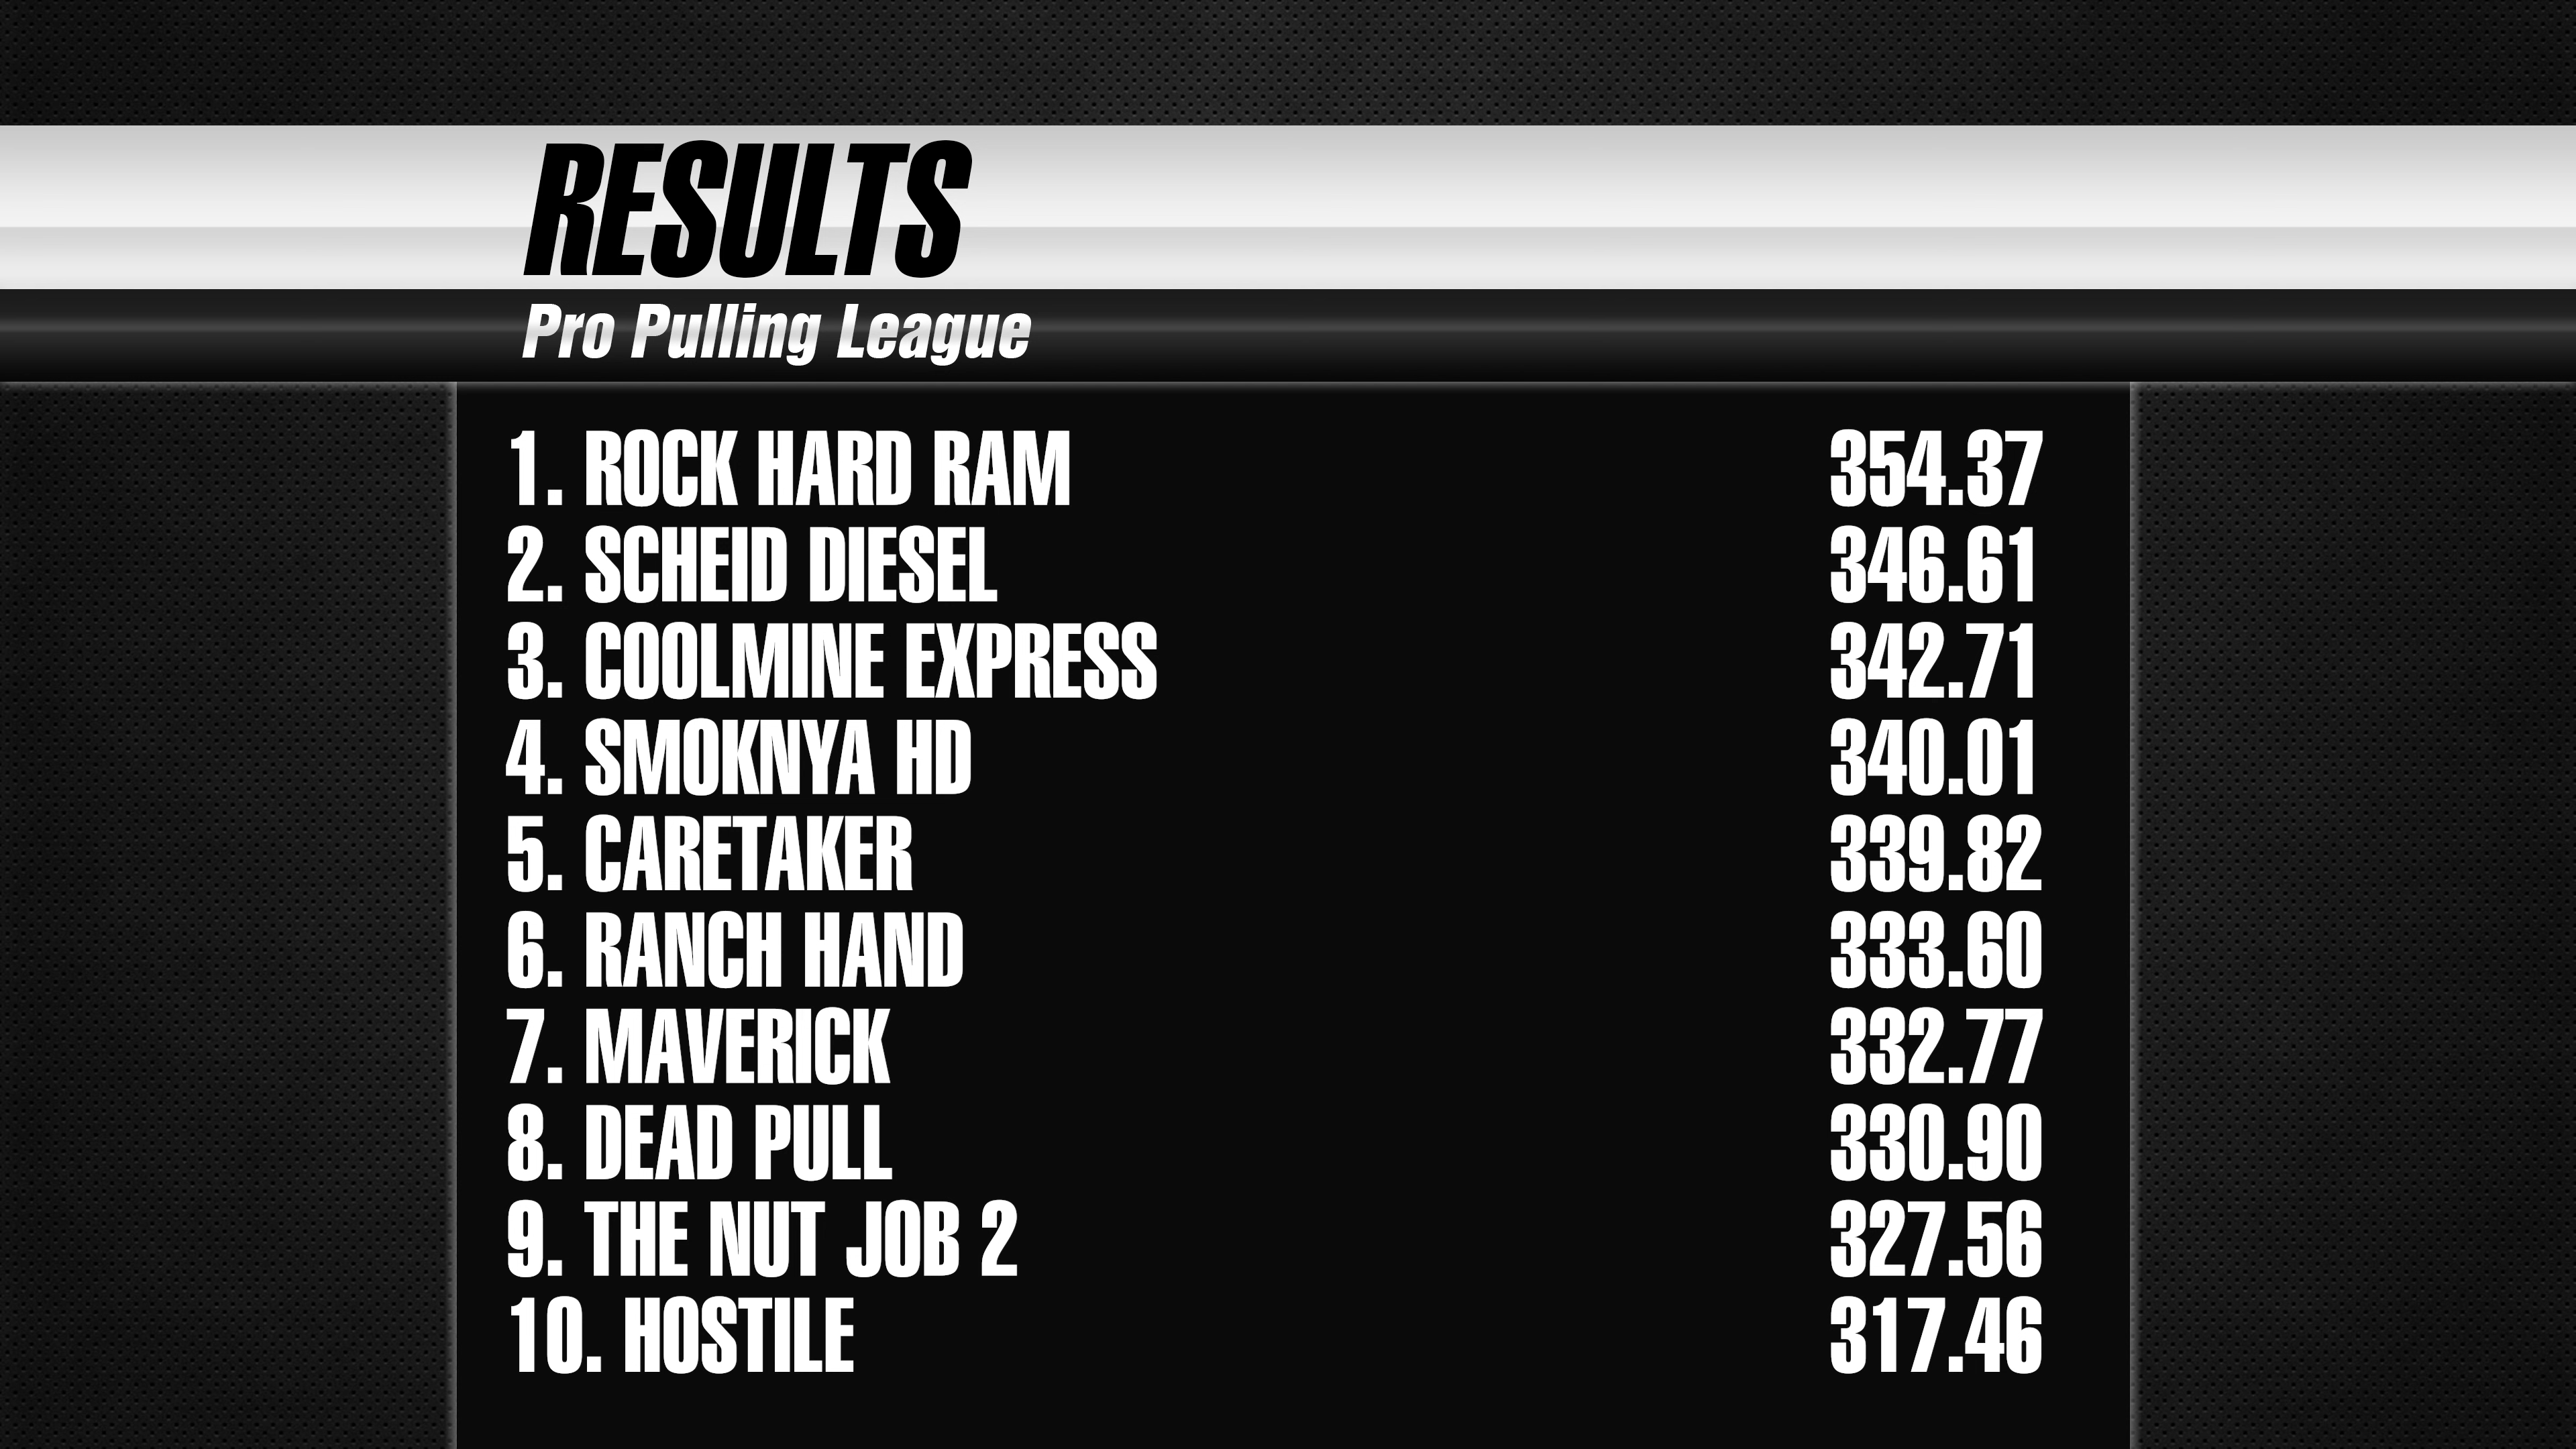 RESULTS
Pro Pulling League
1. ROCK HARD RAM 354.37
2. SCHEID DIESEL 346.61
3. COOLMINE EXPRESS 342.71
4. SMOKNYA HD 340.01
5. CARETAKER 339.82
6. RANCH HAND 333.60
7. MAVERICK 332.77
8. DEAD PULL 330.90
9. THE NUT JOB 2 327.56
10. HOSTILE 317.46